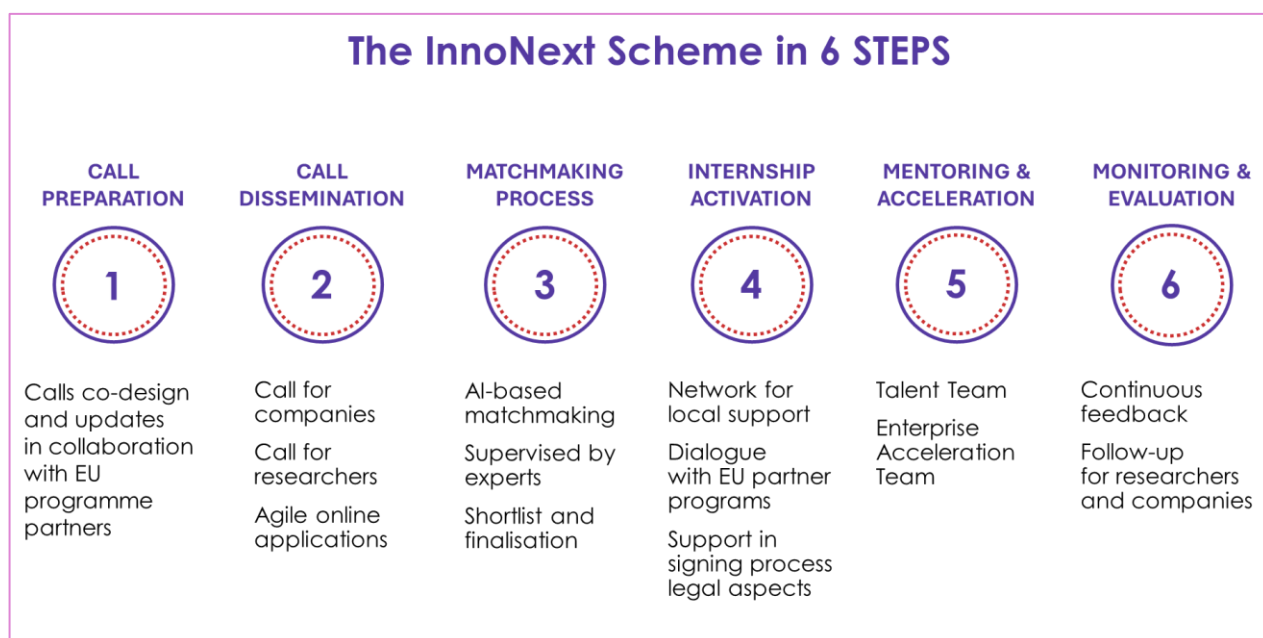 The InnoNext Scheme in 6 STEPS
CALL
PREPARATION
1
Calls co-design
and updates
in collaboration
with EU
programme
partners
CALL
DISSEMINATION
2
Call for
companies
Call for
researchers
Agile online
applications
MATCHMAKING
PROCESS
3
AI-based
matchmaking
Supervised by
experts
Shortlist and
finalisation
INTERNSHIP
ACTIVATION
4
Network for
local support
Dialogue
with EU partner
programs
Support in
signing process
legal aspects
MENTORING &
ACCELERATION
5
Talent Team
Enterprise
Acceleration
Team
MONITORING &
EVALUATION
6
Continuous
feedback
Follow-up
for researchers
and companies